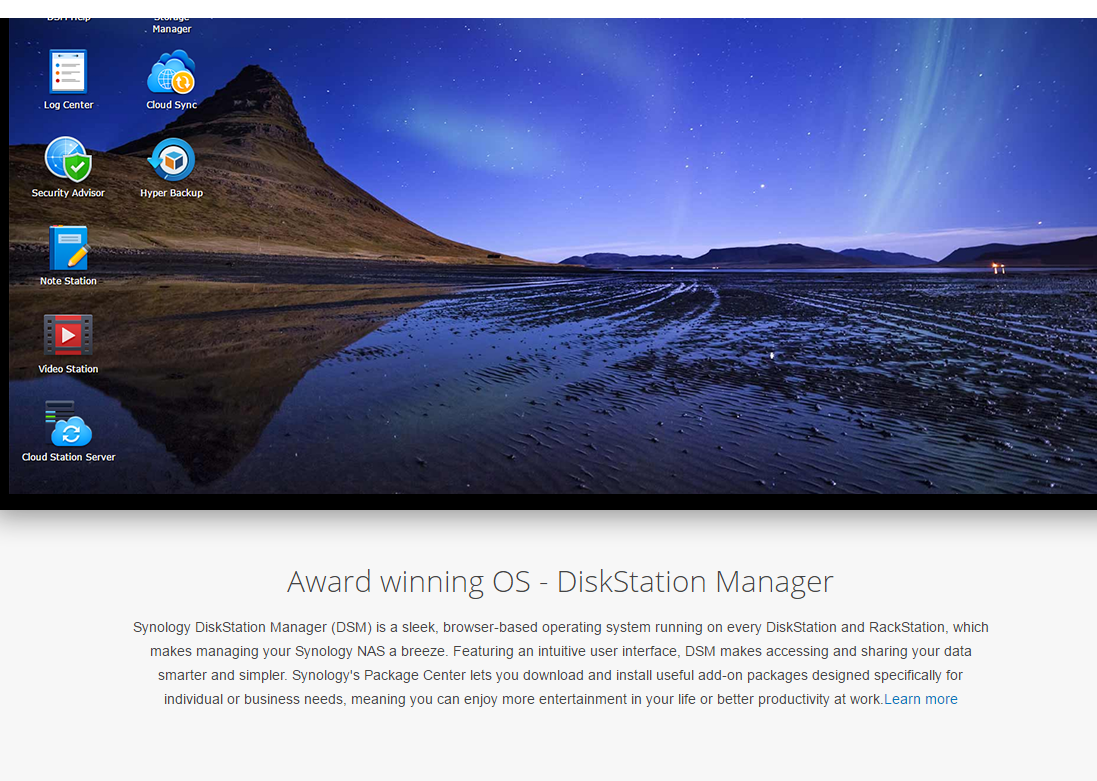 DSM Help
Storage
Manager
Log Center
Cloud Sync
Security Advisor
Hyper Backup
Note Station
Video Station
Cloud Station Server
Award winning OS - DiskStation Manager
Synology DiskStation Manager (DSM) is a sleek, browser-based operating system running on every DiskStation and RackStation, which
makes managing your Synology NAS a breeze. Featuring an intuitive user interface, DSM makes accessing and sharing your data
smarter and simpler. Synology's Package Center lets you download and install useful add-on packages designed specifically for
individual or business needs, meaning you can enjoy more entertainment in your life or better productivity at work.Learn more